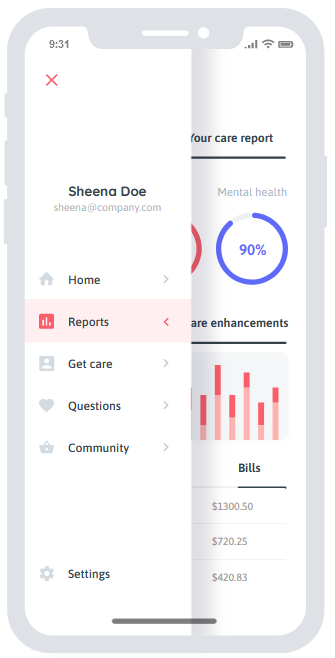 9:31
Your care report
Sheena Doe
sheena@company.com
Mental health
90%
Home
Reports
Get care
Questions
Community
Settings
are enhancements
Bills
$1300.50
$720.25
$420.83